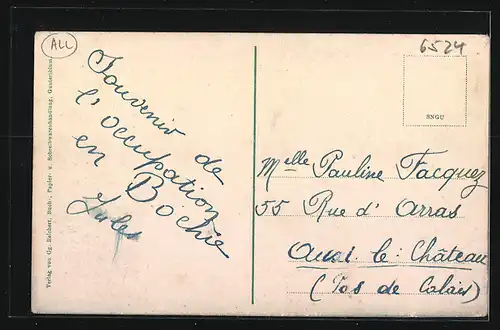 ALL
6524
Souvenir de
l'occupation
en Bochie
Jules
SNGU
Melle Pauline Facquez
55 Rue d' Arras
Auxi-le-Château
(Pas de Calais)
Verlag von Gg. Reichert, Buch-, Papier- u. Schreibwarenhandlung, Guntersblum.